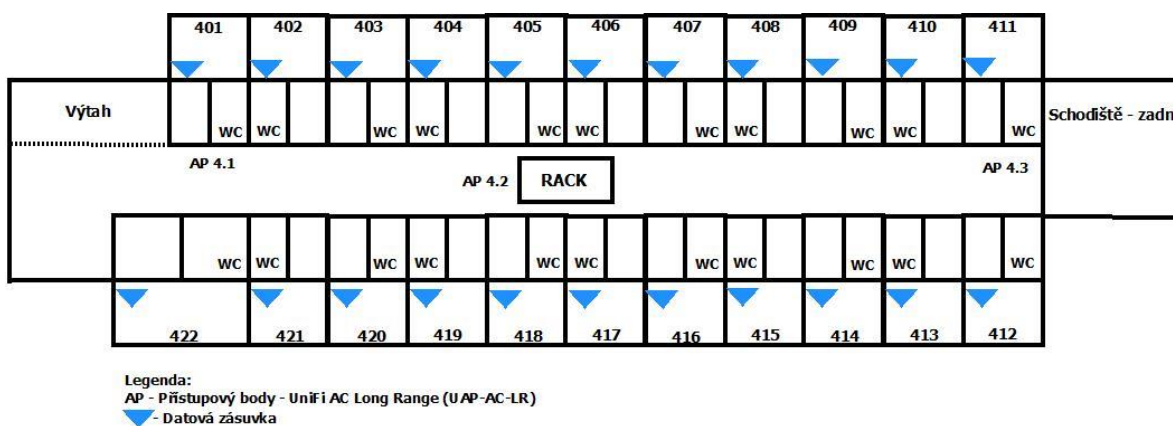 401 402 403 404 405 406 407 408 409 410 411
Výtah
WC WC WC WC WC WC WC WC WC WC WC
Schodiště - zadn
AP 4.1 AP 4.2 RACK AP 4.3
WC WC WC WC WC WC WC WC WC WC WC
422 421 420 419 418 417 416 415 414 413 412
Legenda:
AP - Přístupový body - UniFi AC Long Range (UAP-AC-LR)
- Datová zásuvka